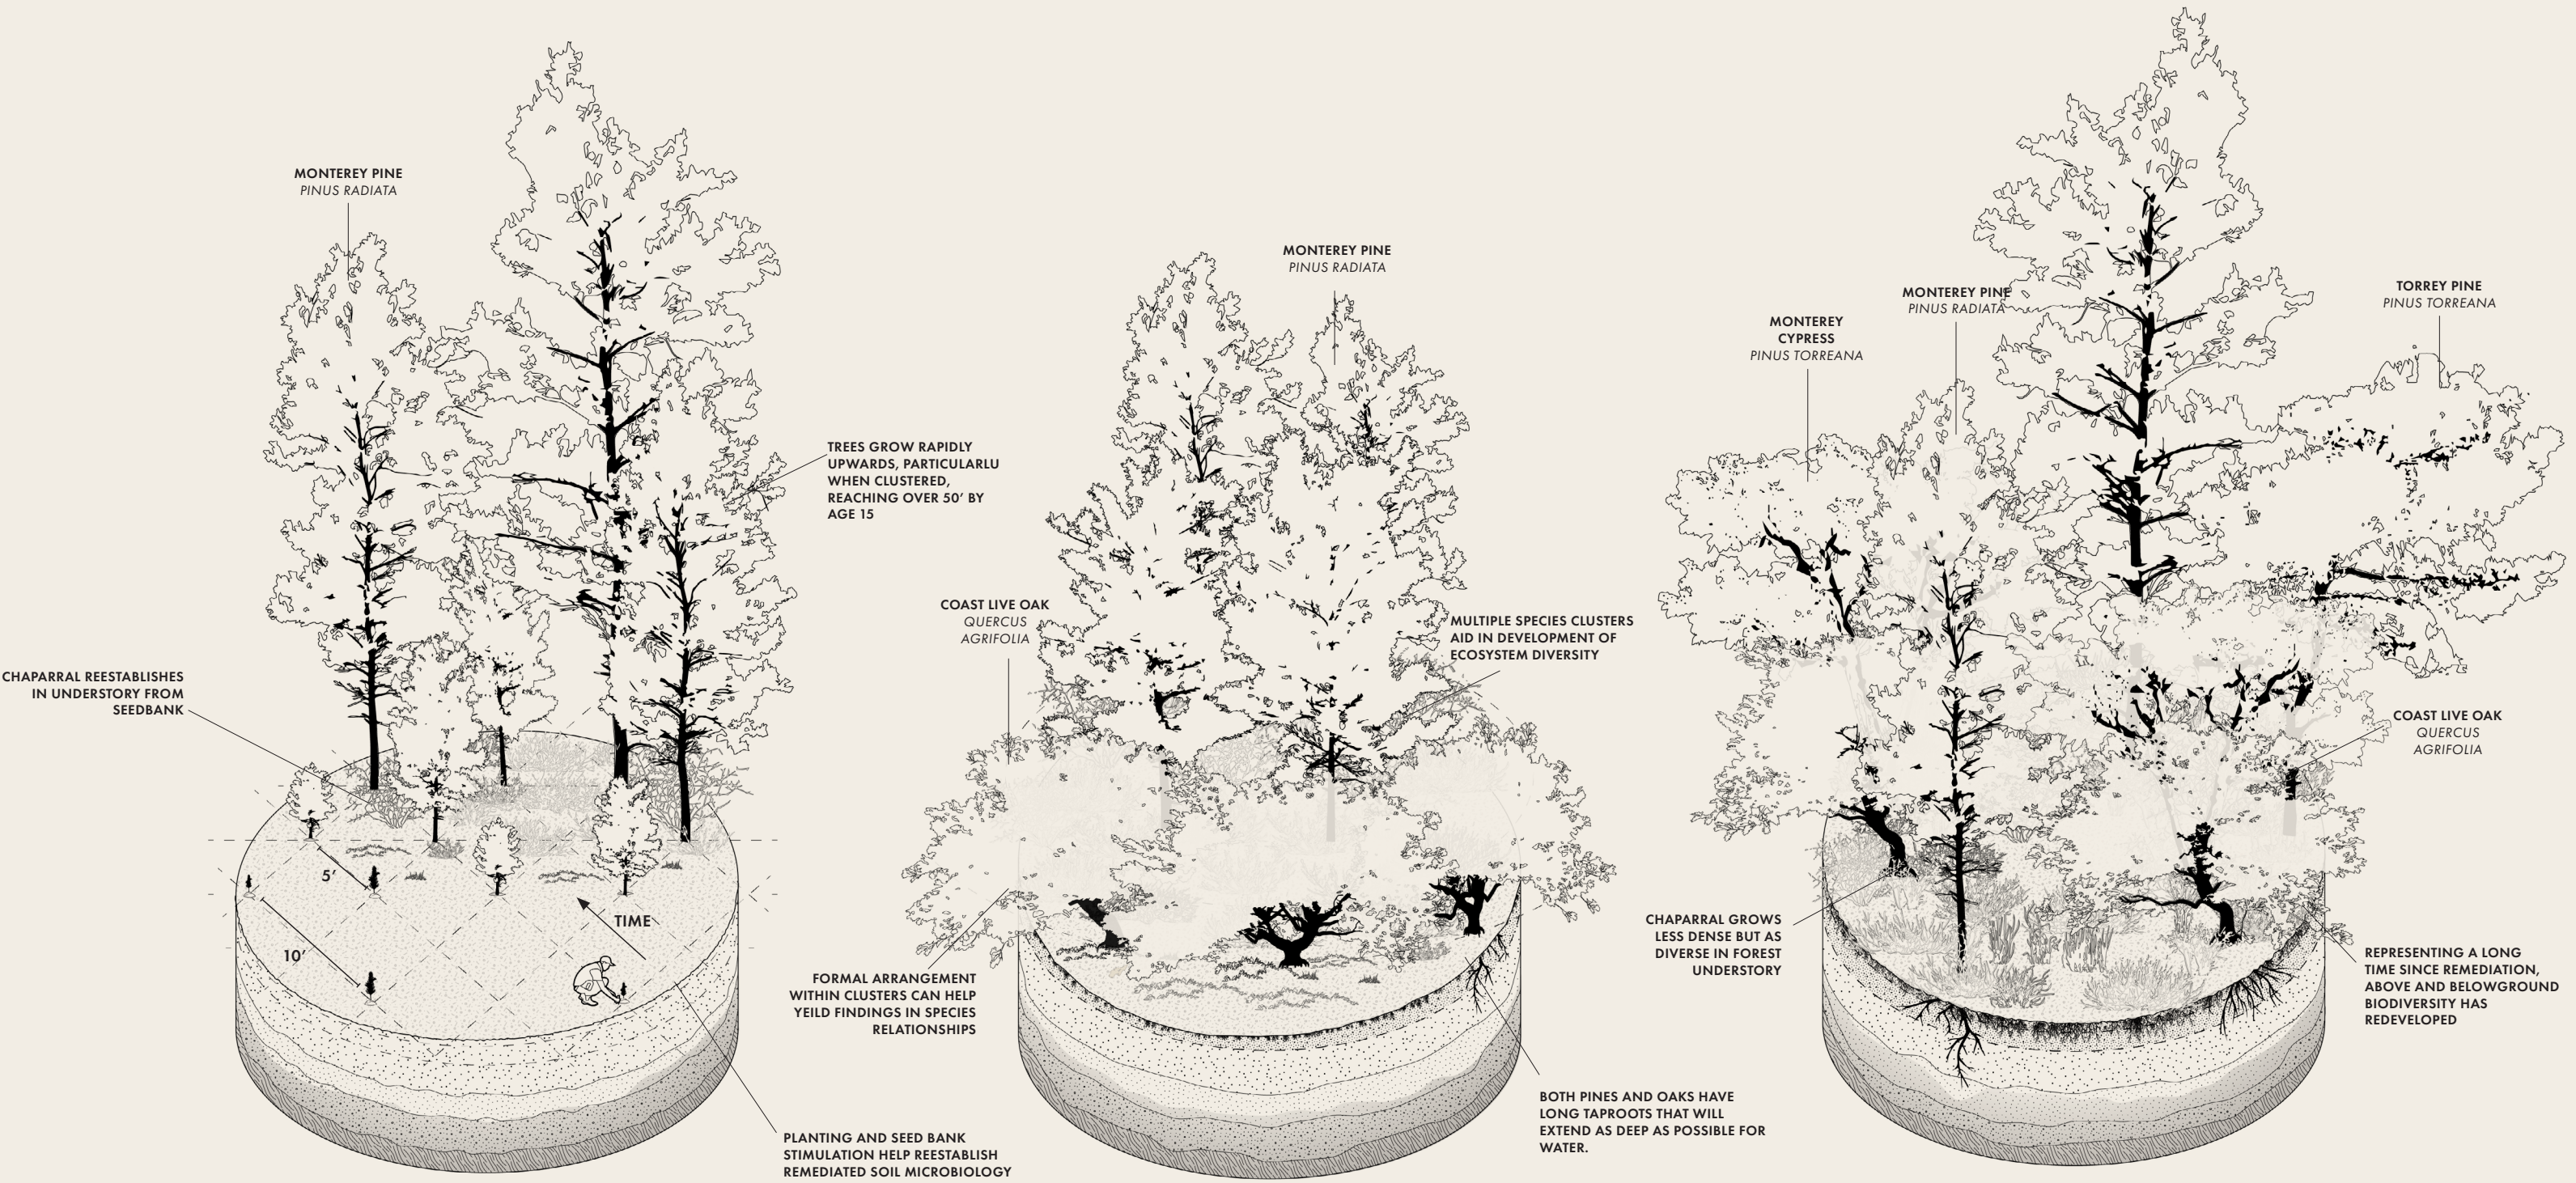 MONTEREY PINE
PINUS RADIATA
TREES GROW RAPIDLY
UPWARDS, PARTICULARLU
WHEN CLUSTERED,
REACHING OVER 50' BY
AGE 15
CHAPARRAL REESTABLISHES
IN UNDERSTORY FROM
SEEDBANK
5'
10'
TIME
PLANTING AND SEED BANK
STIMULATION HELP REESTABLISH
REMEDIATED SOIL MICROBIOLOGY
MONTEREY PINE
PINUS RADIATA
COAST LIVE OAK
QUERCUS
AGRIFOLIA
MULTIPLE SPECIES CLUSTERS
AID IN DEVELOPMENT OF
ECOSYSTEM DIVERSITY
FORMAL ARRANGEMENT
WITHIN CLUSTERS CAN HELP
YEILD FINDINGS IN SPECIES
RELATIONSHIPS
BOTH PINES AND OAKS HAVE
LONG TAPROOTS THAT WILL
EXTEND AS DEEP AS POSSIBLE FOR
WATER.
MONTEREY
CYPRESS
PINUS TORREANA
MONTEREY PINE
PINUS RADIATA
TORREY PINE
PINUS TORREANA
COAST LIVE OAK
QUERCUS
AGRIFOLIA
CHAPARRAL GROWS
LESS DENSE BUT AS
DIVERSE IN FOREST
UNDERSTORY
REPRESENTING A LONG
TIME SINCE REMEDIATION,
ABOVE AND BELOWGROUND
BIODIVERSITY HAS
REDEVELOPED